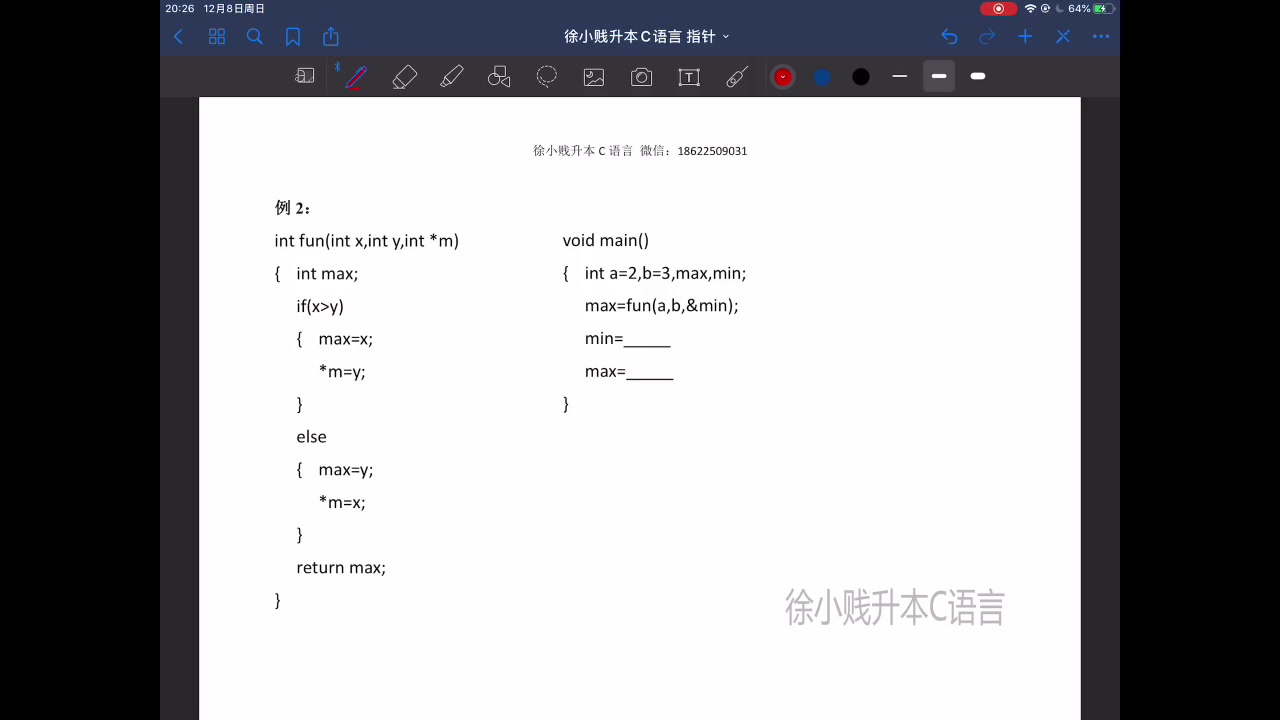 20:26 12月8日周日
64%
徐小贱升本C语言 指针
T
徐小贱升本 C 语言 微信：18622509031
例 2：
int fun(int x,int y,int *m)
{ int max;
if(x>y)
{ max=x;
*m=y;
}
else
{ max=y;
*m=x;
}
return max;
}
void main()
{ int a=2,b=3,max,min;
max=fun(a,b,&min);
min=_____
max=_____
}
徐小贱升本C语言